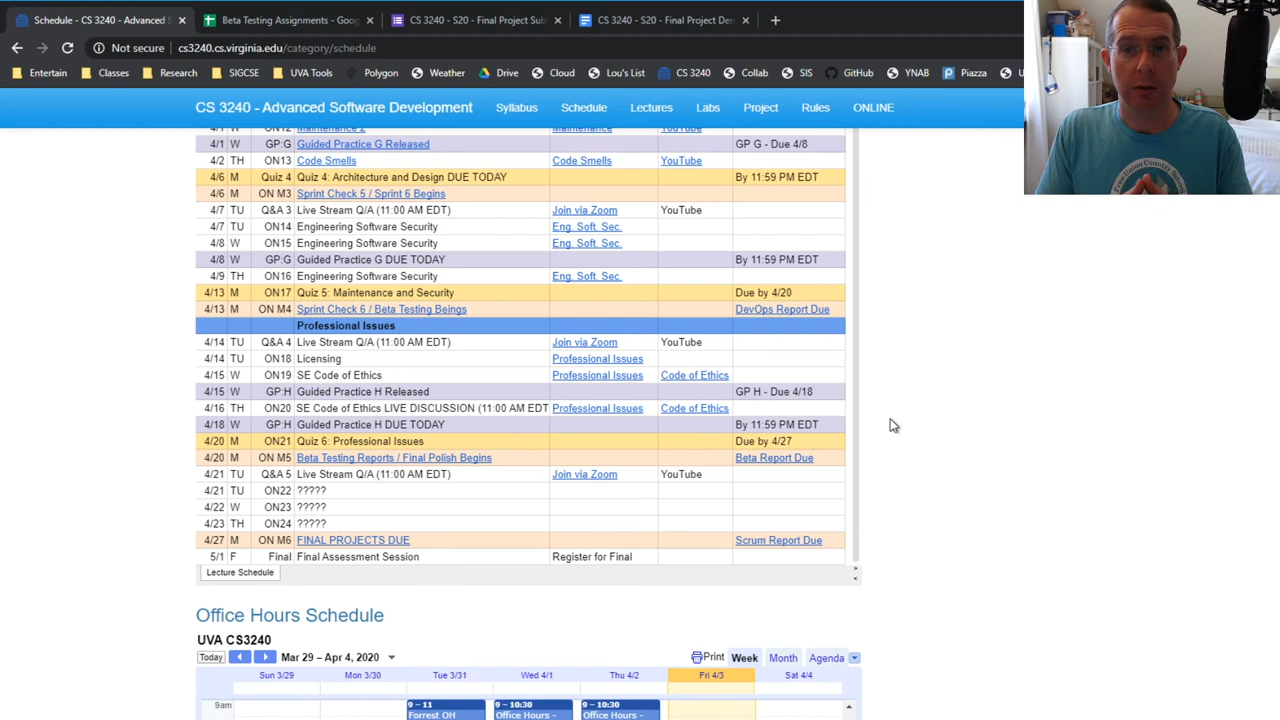 Schedule - CS 3240 - Advanced S
Beta Testing Assignments - Goog
CS 3240 - S20 - Final Project Sub
CS 3240 - S20 - Final Project Den
Not secure | cs3240.cs.virginia.edu/category/schedule
Entertain Classes Research SIGCSE UVA Tools Polygon Weather Drive Cloud Lou's List CS 3240 Collab SIS GitHub YNAB Piazza
CS 3240 - Advanced Software Development Syllabus Schedule Lectures Labs Project Rules ONLINE
4/1 W ON12 Maintenance 2 Maintenance YouTube
4/1 W GP:G Guided Practice G Released GP G - Due 4/8
4/2 TH ON13 Code Smells Code Smells YouTube
4/6 M Quiz 4 Quiz 4: Architecture and Design DUE TODAY By 11:59 PM EDT
4/6 M ON M3 Sprint Check 5 / Sprint 6 Begins
4/7 TU Q&A 3 Live Stream Q/A (11:00 AM EDT) Join via Zoom YouTube
4/7 TU ON14 Engineering Software Security Eng. Soft. Sec.
4/8 W ON15 Engineering Software Security Eng. Soft. Sec.
4/8 W GP:G Guided Practice G DUE TODAY By 11:59 PM EDT
4/9 TH ON16 Engineering Software Security Eng. Soft. Sec.
4/13 M ON17 Quiz 5: Maintenance and Security Due by 4/20
4/13 M ON M4 Sprint Check 6 / Beta Testing Beings DevOps Report Due
Professional Issues
4/14 TU Q&A 4 Live Stream Q/A (11:00 AM EDT) Join via Zoom YouTube
4/14 TU ON18 Licensing Professional Issues
4/15 W ON19 SE Code of Ethics Professional Issues Code of Ethics
4/15 W GP:H Guided Practice H Released GP H - Due 4/18
4/16 TH ON20 SE Code of Ethics LIVE DISCUSSION (11:00 AM EDT Professional Issues Code of Ethics
4/18 W GP:H Guided Practice H DUE TODAY By 11:59 PM EDT
4/20 M ON21 Quiz 6: Professional Issues Due by 4/27
4/20 M ON M5 Beta Testing Reports / Final Polish Begins Beta Report Due
4/21 TU Q&A 5 Live Stream Q/A (11:00 AM EDT) Join via Zoom YouTube
4/21 TU ON22 ?????
4/22 W ON23 ?????
4/23 TH ON24 ?????
4/27 M ON M6 FINAL PROJECTS DUE Scrum Report Due
5/1 F Final Final Assessment Session Register for Final
Lecture Schedule
Office Hours Schedule
UVA CS3240
Today Mar 29 – Apr 4, 2020 Print Week Month Agenda
Sun 3/29 Mon 3/30 Tue 3/31 Wed 4/1 Thu 4/2 Fri 4/3 Sat 4/4
9am 9 – 11 9 – 10:30 9 – 10:30
Forrest OH Office Hours - Office Hours -